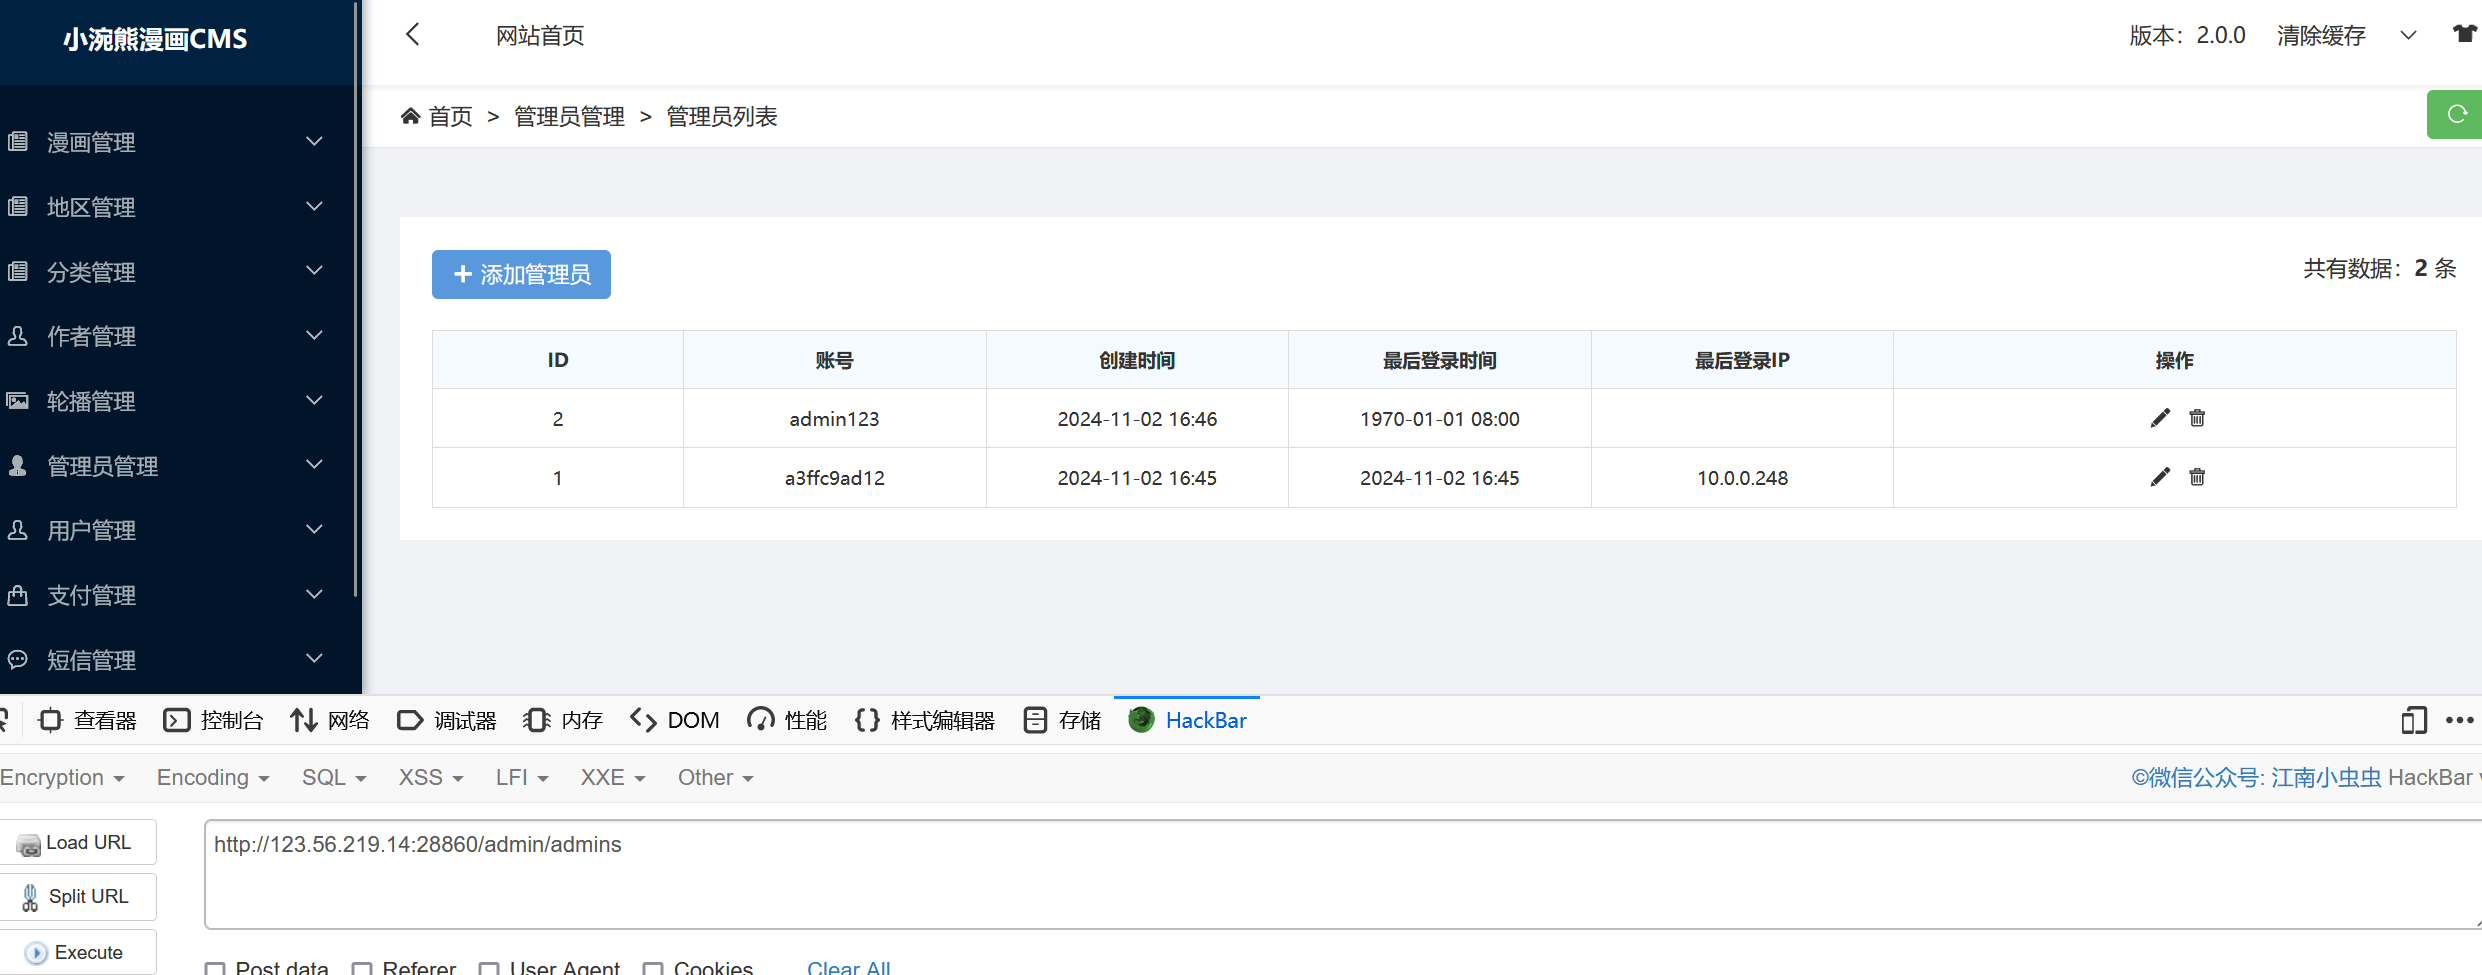 小浣熊漫画CMS
网站首页
版本：2.0.0 清除缓存
首页 > 管理员管理 > 管理员列表
漫画管理
地区管理
分类管理
作者管理
轮播管理
管理员管理
用户管理
支付管理
短信管理
添加管理员
共有数据：2 条
ID 账号 创建时间 最后登录时间 最后登录IP 操作
2 admin123 2024-11-02 16:46 1970-01-01 08:00
1 a3ffc9ad12 2024-11-02 16:45 2024-11-02 16:45 10.0.0.248
查看器 控制台 网络 调试器 内存 DOM 性能 样式编辑器 存储 HackBar
Encryption Encoding SQL XSS LFI XXE Other
©微信公众号: 江南小虫虫 HackBar
Load URL
http://123.56.219.14:28860/admin/admins
Split URL
Execute
Post data Referer User Agent Cookies Clear All